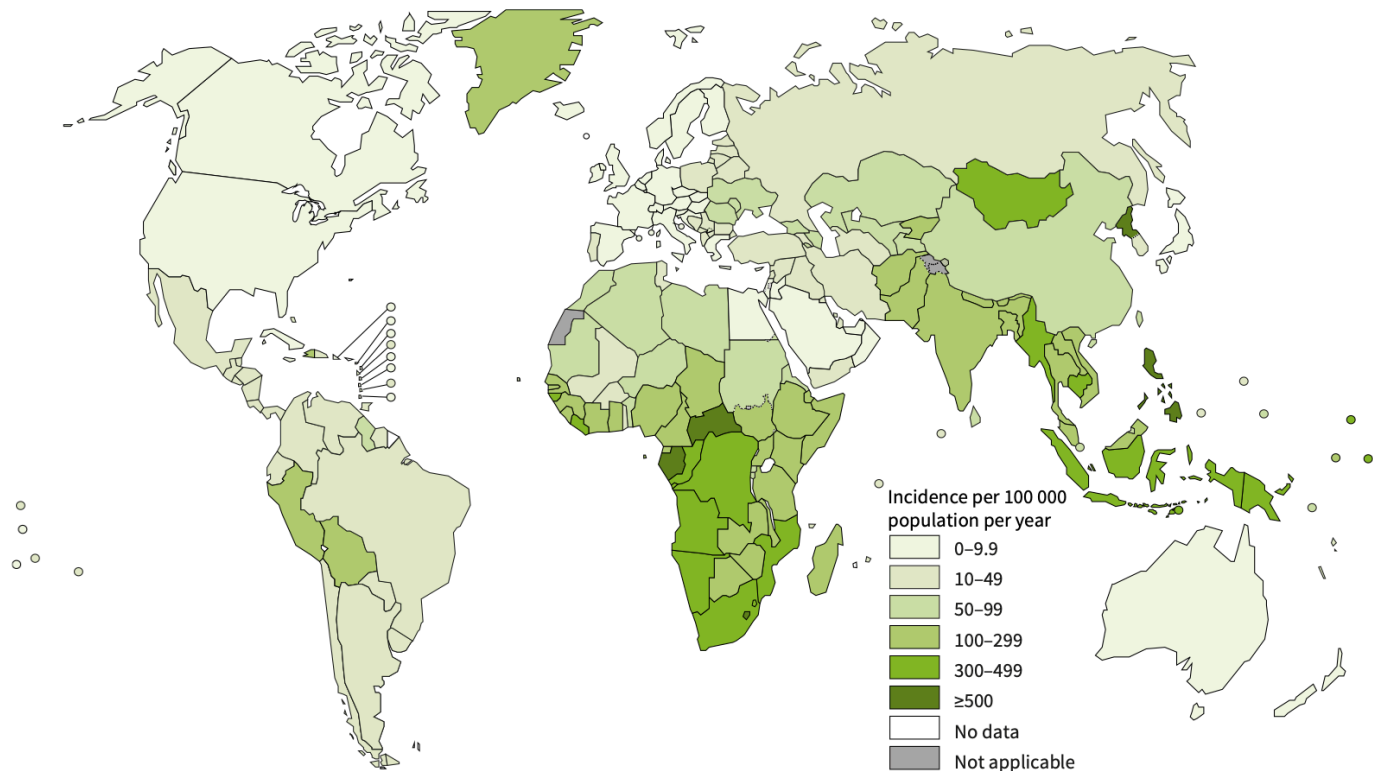 Incidence per 100 000
population per year
0–9.9
10–49
50–99
100–299
300–499
≥500
No data
Not applicable